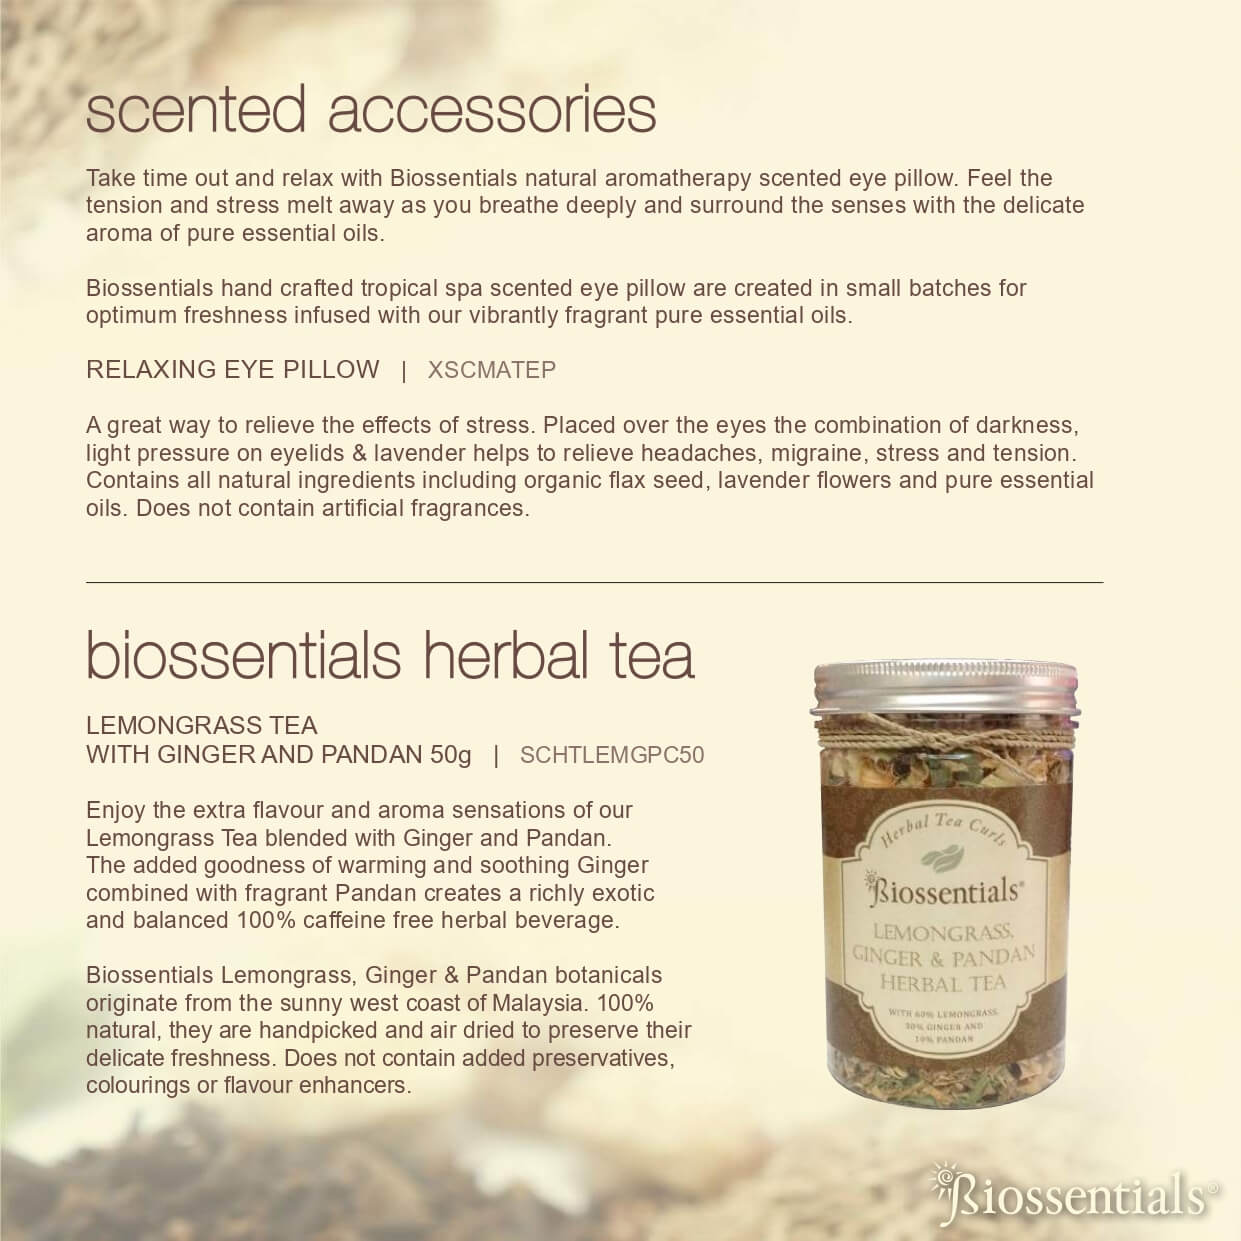 scented accessories
Take time out and relax with Biossentials natural aromatherapy scented eye pillow. Feel the
tension and stress melt away as you breathe deeply and surround the senses with the delicate
aroma of pure essential oils.
Biossentials hand crafted tropical spa scented eye pillow are created in small batches for
optimum freshness infused with our vibrantly fragrant pure essential oils.
RELAXING EYE PILLOW | XSCMATEP
A great way to relieve the effects of stress. Placed over the eyes the combination of darkness,
light pressure on eyelids & lavender helps to relieve headaches, migraine, stress and tension.
Contains all natural ingredients including organic flax seed, lavender flowers and pure essential
oils. Does not contain artificial fragrances.
biossentials herbal tea
LEMONGRASS TEA
WITH GINGER AND PANDAN 50g | SCHTLEMGPC50
Enjoy the extra flavour and aroma sensations of our
Lemongrass Tea blended with Ginger and Pandan.
The added goodness of warming and soothing Ginger
combined with fragrant Pandan creates a richly exotic
and balanced 100% caffeine free herbal beverage.
Biossentials Lemongrass, Ginger & Pandan botanicals
originate from the sunny west coast of Malaysia. 100%
natural, they are handpicked and air dried to preserve their
delicate freshness. Does not contain added preservatives,
colourings or flavour enhancers.
Herbal Tea Curls
Biossentials®
LEMONGRASS,
GINGER & PANDAN
HERBAL TEA
WITH 60% LEMONGRASS,
30% GINGER AND
10% PANDAN
Biossentials®